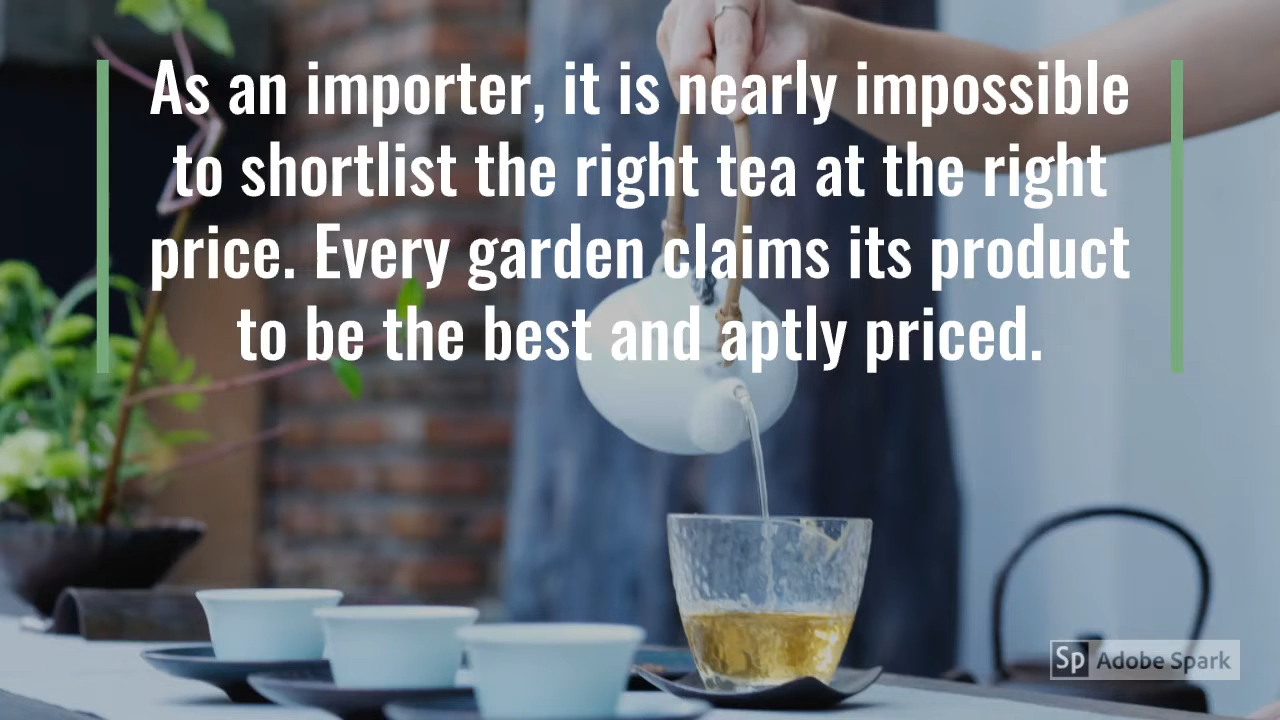 As an importer, it is nearly impossible
to shortlist the right tea at the right
price. Every garden claims its product
to be the best and aptly priced.
Sp Adobe Spark